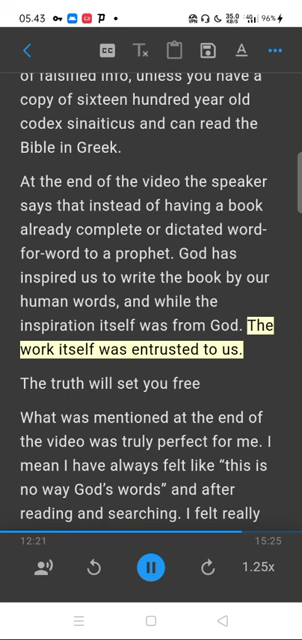 05.43
35.0
KB/S
4G
96%
CC
of falsified info, unless you have a
copy of sixteen hundred year old
codex sinaiticus and can read the
Bible in Greek.
At the end of the video the speaker
says that instead of having a book
already complete or dictated word-
for-word to a prophet. God has
inspired us to write the book by our
human words, and while the
inspiration itself was from God. The
work itself was entrusted to us.
The truth will set you free
What was mentioned at the end of
the video was truly perfect for me. I
mean I have always felt like “this is
no way God’s words” and after
reading and searching. I felt really
12:21
15:25
1.25x